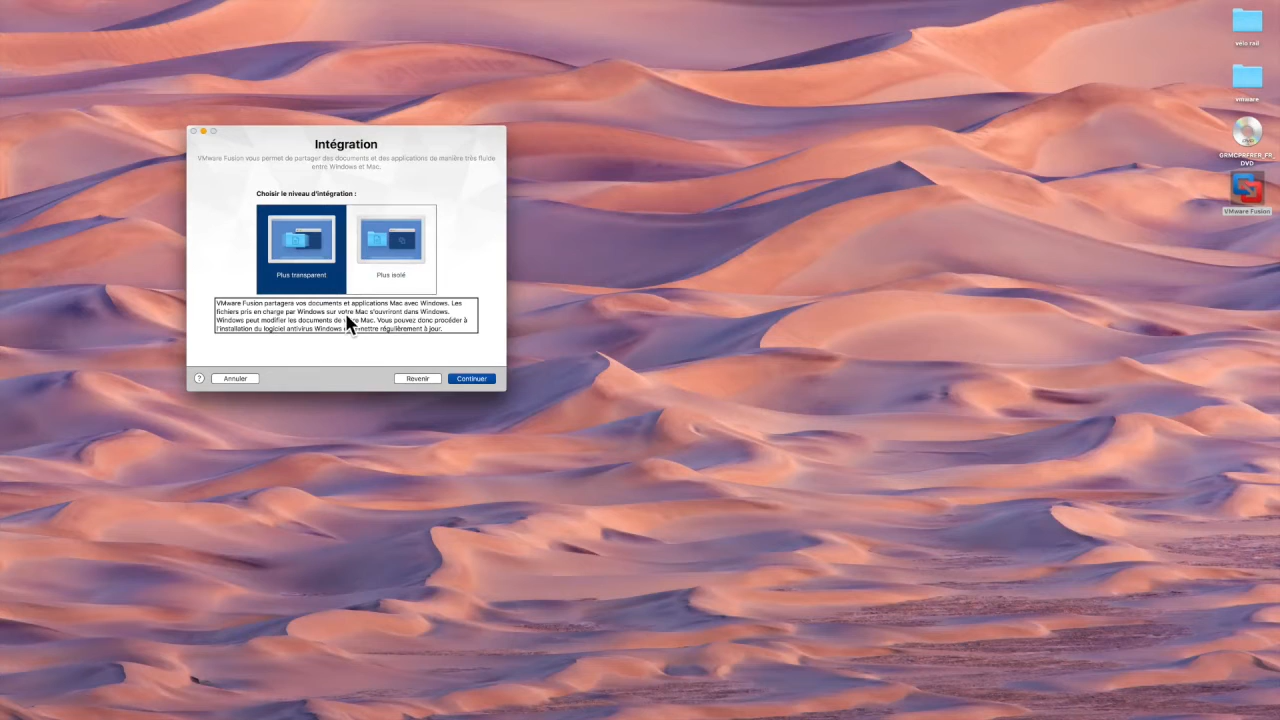 Intégration
VMware Fusion vous permet de partager des documents et des applications de manière très fluide
entre Windows et Mac.
Choisir le niveau d'intégration :
Plus transparent
Plus isolé
VMware Fusion partagera vos documents et applications Mac avec Windows. Les
fichiers pris en charge par Windows sur votre Mac s'ouvriront dans Windows.
Windows peut modifier les documents de Mac. Vous pouvez donc procéder à
l'installation du logiciel antivirus Windows régulièrement à jour.
?
Annuler
Revenir
Continuer
vélo rail
vmware
DVD
VMware Fusion